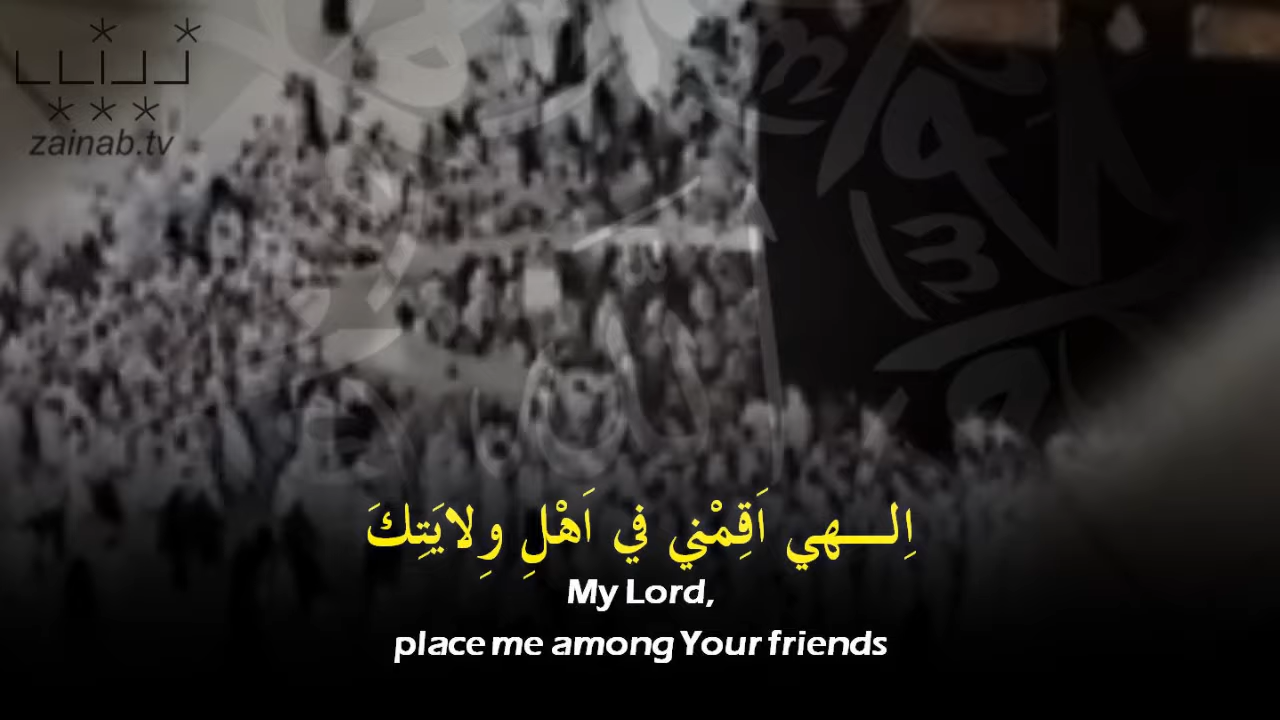 zainab.tv
اِلـــهي اَقِمْني في اَهْلِ وِلايَتِكَ
My Lord,
place me among Your friends